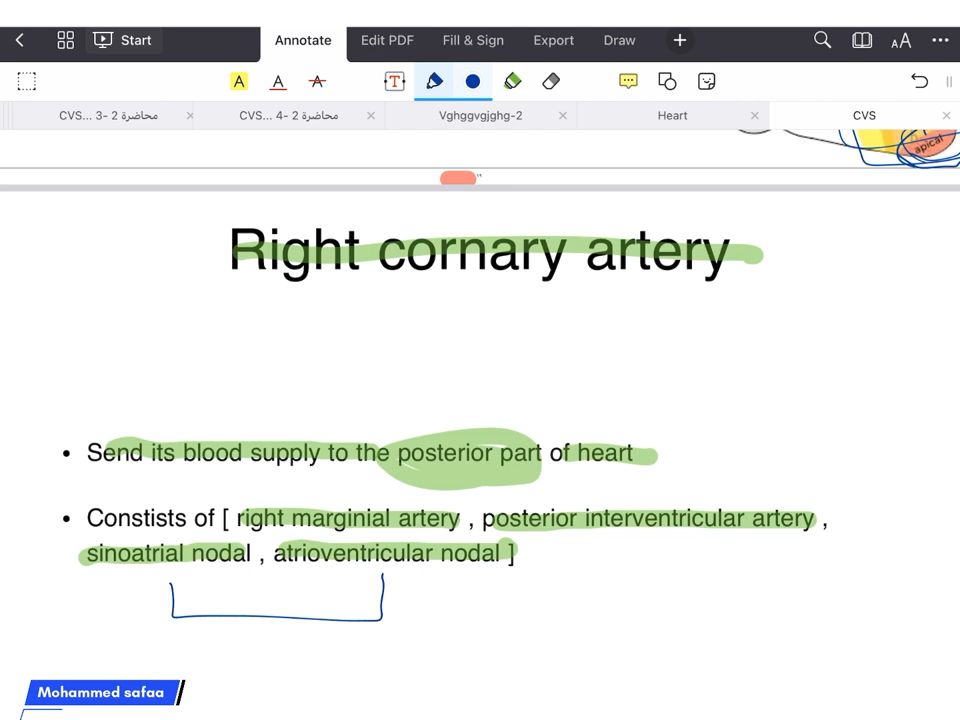 Start
Annotate
Edit PDF
Fill & Sign
Export
Draw
CVS... 3- 2 محاضرة
CVS... 4- 2 محاضرة
Vghggvgjghg-2
Heart
CVS
apical
Right cornary artery
• Send its blood supply to the posterior part of heart
• Constists of [ right marginial artery , posterior interventricular artery ,
sinoatrial nodal , atrioventricular nodal ]
Mohammed safaa